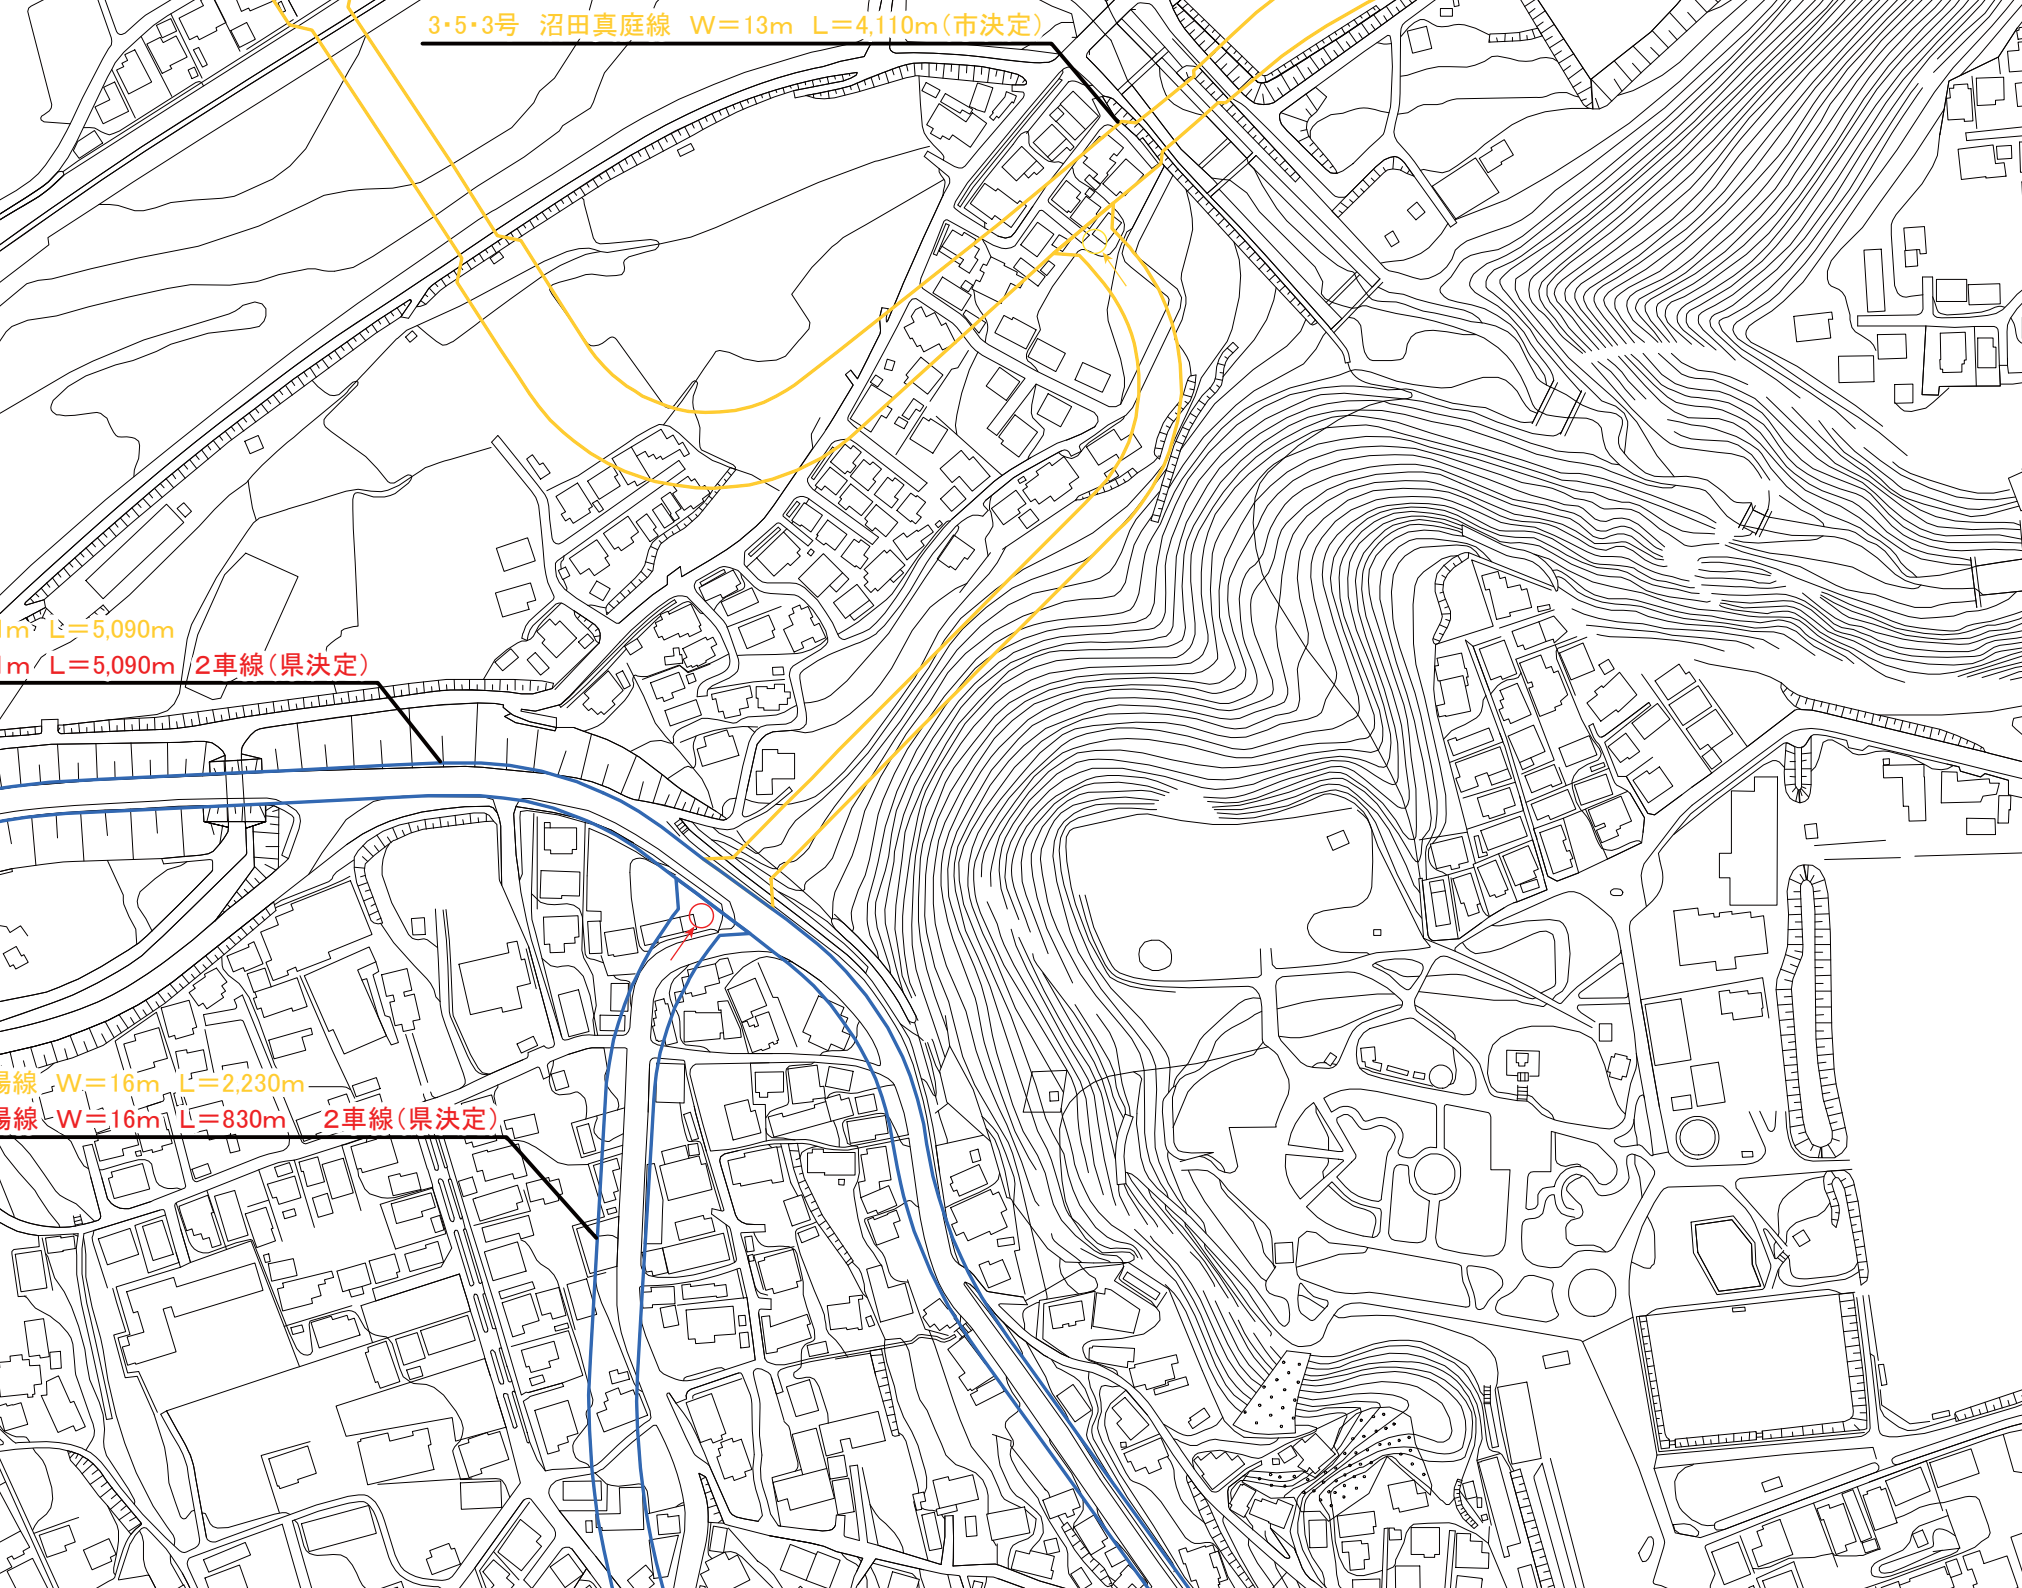 3・5・3号　沼田真庭線　W＝13m　L＝4,110m（市決定）
1m　L＝5,090m
1m　L＝5,090m　2車線（県決定）
線　W＝16m　L＝2,230m
線　W＝16m　L＝830m　2車線（県決定）